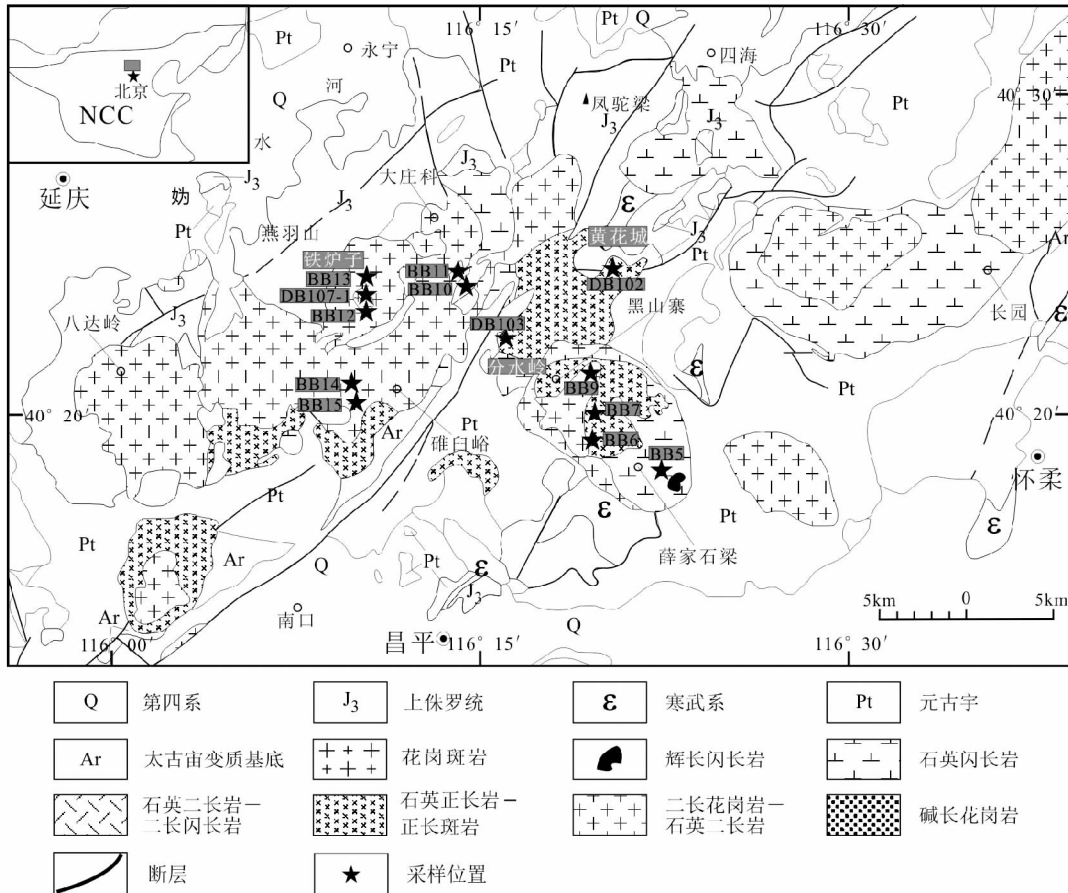 116° 15′
116° 30′
Pt
Q
Pt
永宁
四海
北京
NCC
Q
河
Pt
凤驼梁
J3
J3
40° 30′
Pt
水
J3
大庄科
延庆
妫
J3
J3
Pt
燕羽山
ε
黄花城
J3
Pt
Ar
铁炉子
BB13
BB11
DB107-1
BB10
DB102
BB12
黑山寨
长园
八达岭
J3
DB103
ε
分水岭
ε
BB14
BB9
Pt
40° 20′
BB15
BB7
40° 20′
Pt
Ar
碓臼峪
BB6
BB5
怀柔
Pt
ε
ε
Pt
Ar
Pt
Pt
薛家石梁
Q
ε
J3
5km
0
5km
Ar
南口
Q
116° 00′
昌平
116° 15′
116° 30′
Q 第四系
J3 上侏罗统
ε 寒武系
Pt 元古宇
Ar 太古宙变质基底
花岗斑岩
辉长闪长岩
石英闪长岩
石英二长岩－
二长闪长岩
石英正长岩－
正长斑岩
二长花岗岩－
石英二长岩
碱长花岗岩
断层
采样位置